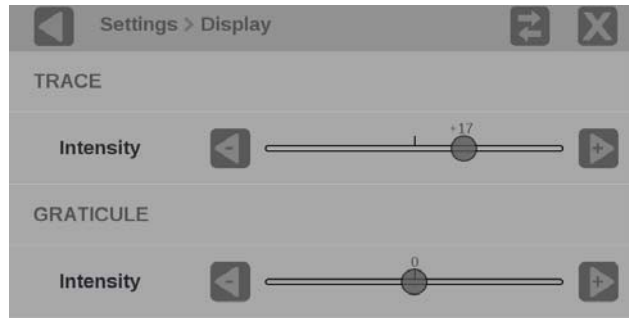 Settings > Display
TRACE
+17
Intensity - +
GRATICULE
0
Intensity - +